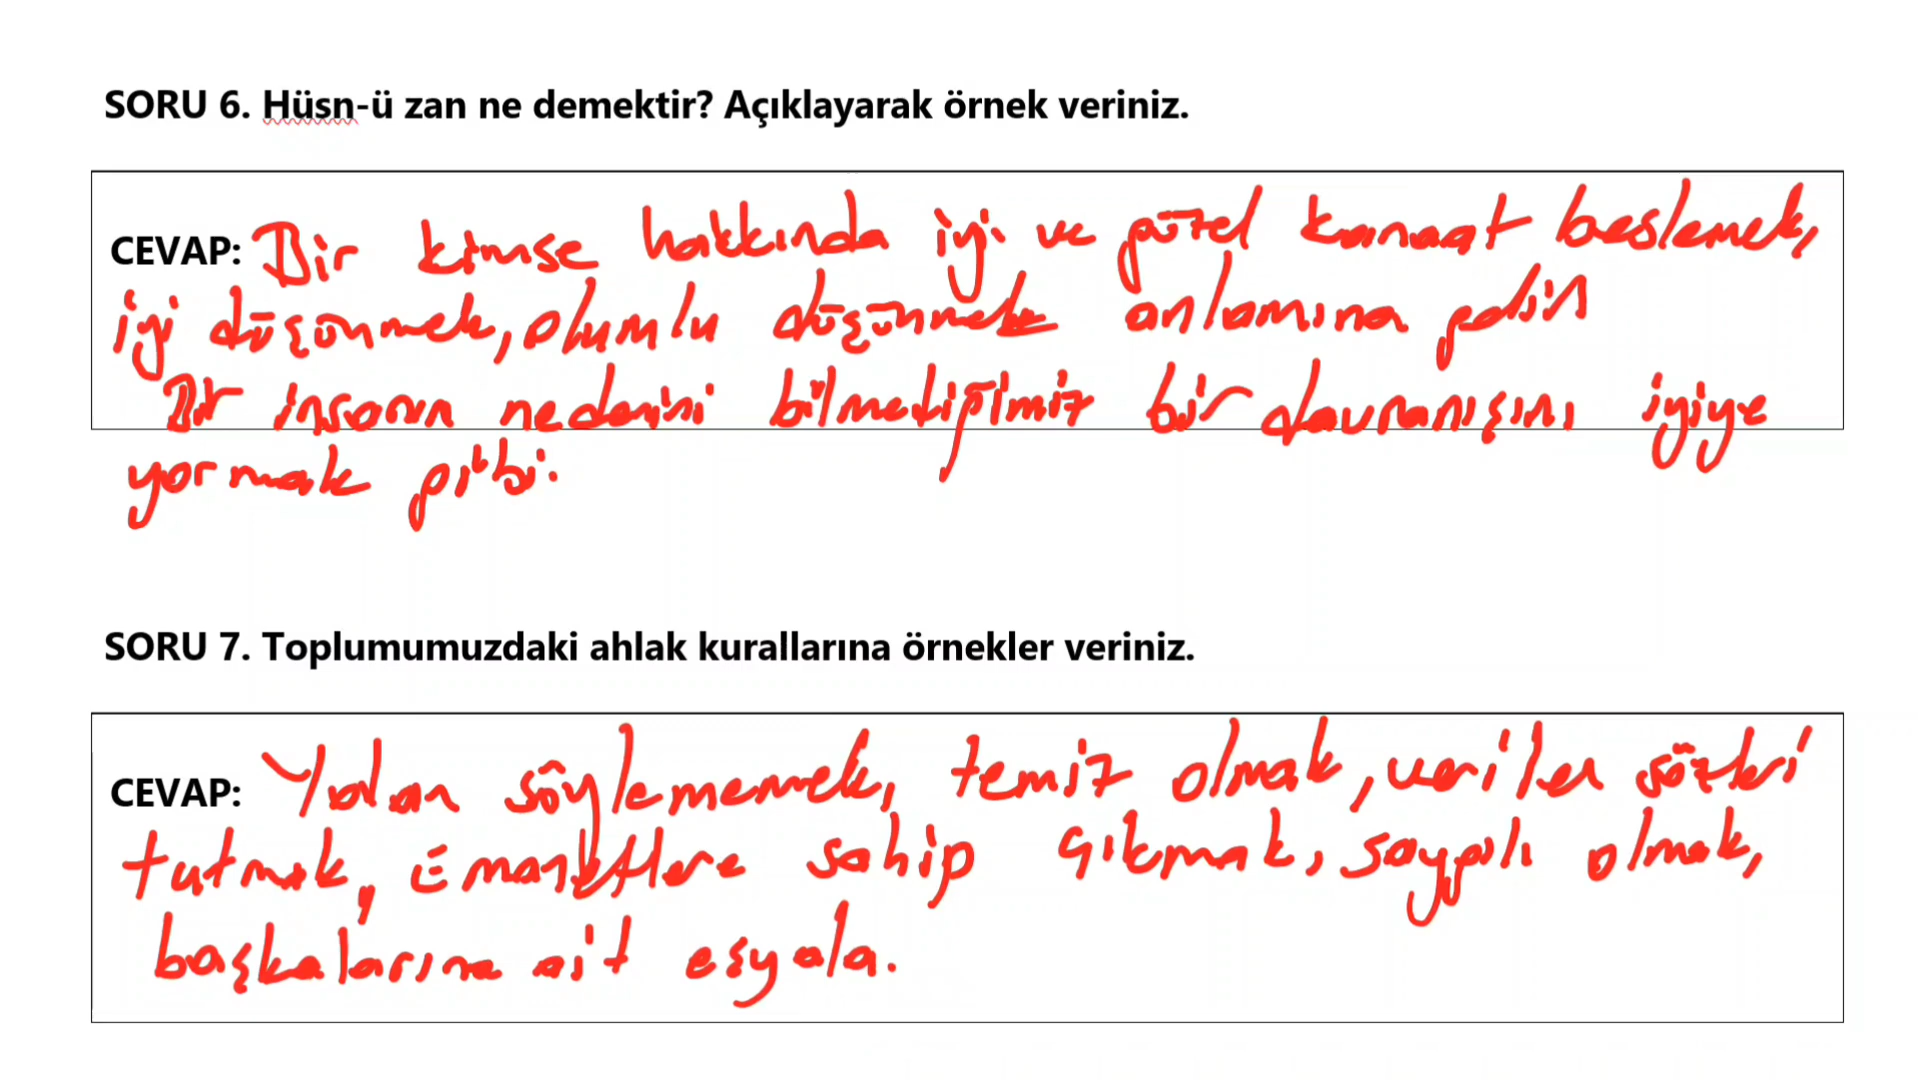 SORU 6. Hüsn-ü zan ne demektir? Açıklayarak örnek veriniz.
CEVAP: Bir kimse hakkında iyi ve güzel kanaat beslemek,
iyi düşünmek, olumlu düşünmek anlamına gelir
Bir insanın nedenini bilmediğimiz bir davranışını iyiye
yormak gibi.
SORU 7. Toplumumuzdaki ahlak kurallarına örnekler veriniz.
CEVAP: Yalan söylememek, temiz olmak, verilen sözleri
tutmak, Emanetlere sahip çıkmak, saygılı olmak,
başkalarına ait eşyala.